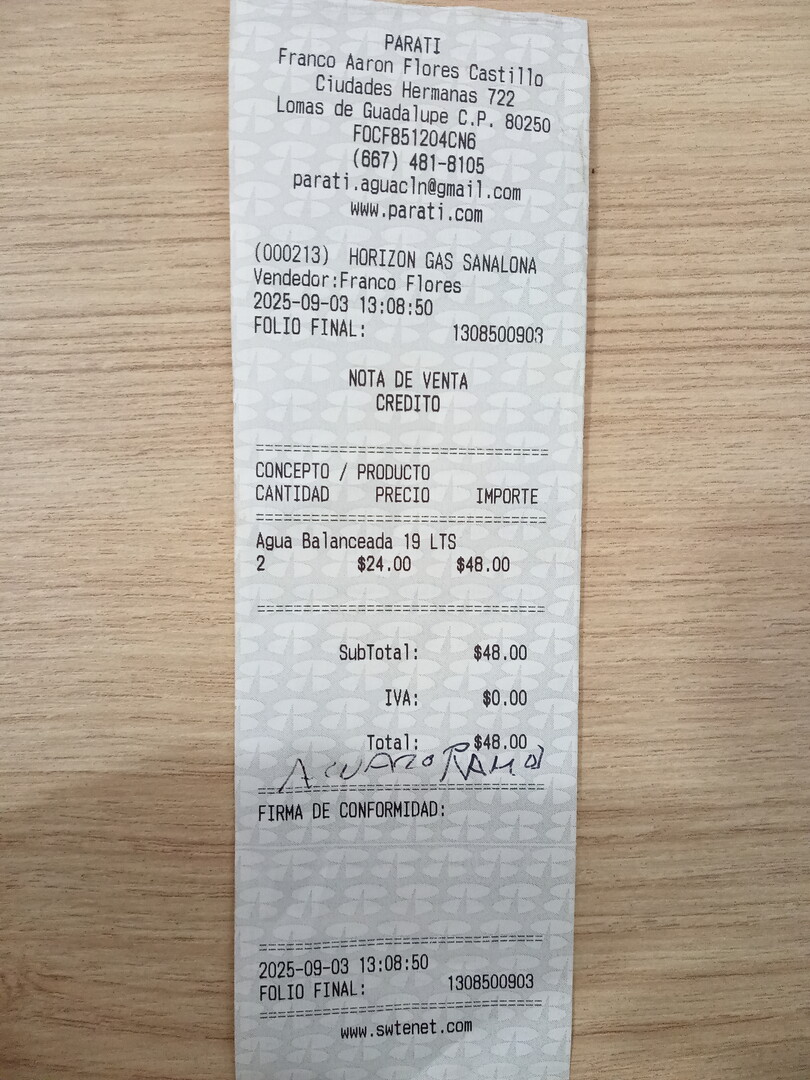 PARATI
Franco Aaron Flores Castillo
Ciudades Hermanas 722
Lomas de Guadalupe C.P. 80250
FOCF851204CN6
(667) 481-8105
parati.aguacln@gmail.com
www.parati.com
(000213) HORIZON GAS SANALONA
Vendedor:Franco Flores
2025-09-03 13:08:50
FOLIO FINAL: 1308500903
NOTA DE VENTA
CREDITO
CONCEPTO / PRODUCTO
CANTIDAD PRECIO IMPORTE
Agua Balanceada 19 LTS
2 $24.00 $48.00
SubTotal: $48.00
IVA: $0.00
Total: $48.00
FIRMA DE CONFORMIDAD:
2025-09-03 13:08:50
FOLIO FINAL: 1308500903
www.swtenet.com